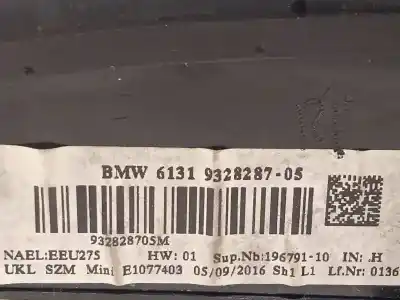 BMW 6131 9328287-05
932828705M
NAEL:EEU275 HW: 01 Sup.Nb:196791-10 IN: .H
UKL SZM Mini E1077403 05/09/2016 Sh1 L1 Lf.Nr: 0136